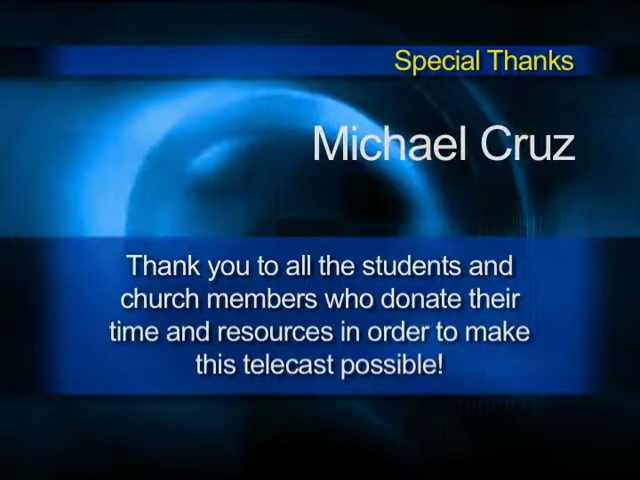 Special Thanks
Michael Cruz
Thank you to all the students and
church members who donate their
time and resources in order to make
this telecast possible!